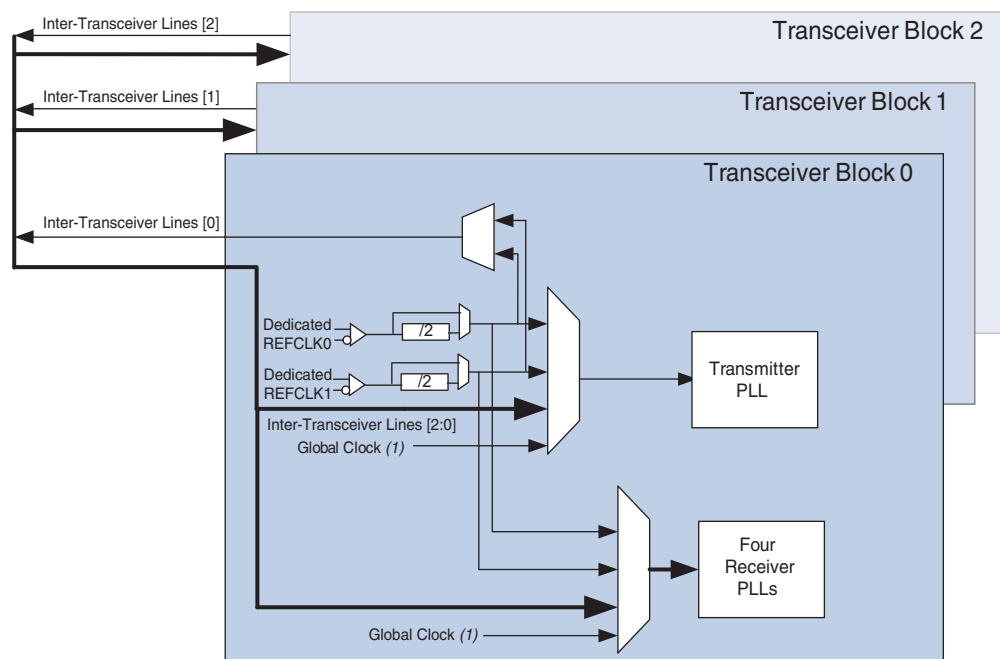 Inter-Transceiver Lines [2]
Transceiver Block 2
Inter-Transceiver Lines [1]
Transceiver Block 1
Transceiver Block 0
Inter-Transceiver Lines [0]
Dedicated
REFCLK0
/2
Dedicated
REFCLK1
/2
Transmitter
PLL
Inter-Transceiver Lines [2:0]
Global Clock (1)
Four
Receiver
PLLs
Global Clock (1)